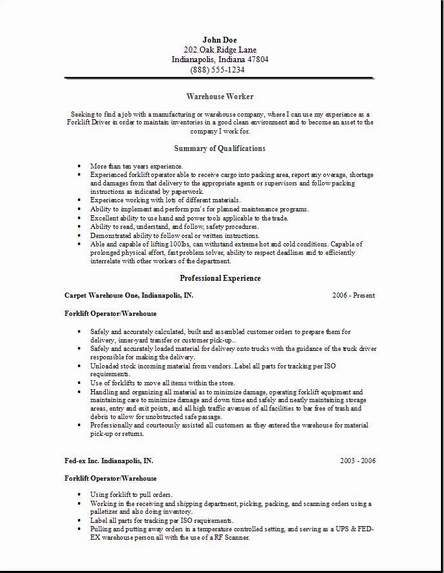 John Doe
202 Oak Ridge Lane
Indianapolis, Indiana 47804
(888) 555-1234
Warehouse Worker
Seeking to find a job with a manufacturing or warehouse company, where I can use my experience as a
Forklift Driver in order to maintain inventories in a good clean environment and to become an asset to the
company I work for.
Summary of Qualifications
• More than ten years experience.
• Experienced forklift operator able to receive cargo into packing area, report any overage, shortage
and damages from that delivery to the appropriate agents or supervisors and follow packing
instructions as indicated by paperwork.
• Experience working with lots of different materials.
• Ability to implement and perform pm's for planned maintenance programs.
• Excellent ability to use hand and power tools applicable to the trade.
• Ability to read, understand, and follow, safety procedures.
• Demonstrated ability to follow oral or written instructions.
• Able and capable of lifting 100lbs, can withstand extreme hot and cold conditions. Capable of
prolonged physical effort, fast problem solver, ability to respect deadlines and to efficiently
interrelate with other workers of the department.
Professional Experience
Carpet Warehouse One, Indianapolis, IN. 2006 - Present
Forklift Operator/Warehouse
• Safely and accurately calculated, built and assembled customer orders to prepare them for
delivery, inner-yard transfer or customer pick-up..
• Safely and accurately loaded material for delivery onto trucks with the guidance of the truck driver
responsible for making the delivery.
• Unloaded stock incoming material from vendors. Label all parts for tracking per ISO
requirements.
• Use of forklifts to move all items within the store.
• Handling and organizing all material as to minimize damage, operating forklift equipment and
maintaining care to minimize damage and down time and safely and neatly maintaining storage
areas, entry and exit points, and all high traffic avenues of all facilities to bar free of trash and
debris to allow for unobstructed safe passage.
• Professionally and courteously assisted all customers as they entered the warehouse for material
pick-up or returns.
Fed-ex Inc. Indianapolis, IN. 2003 - 2006
Forklift Operator/Warehouse
• Using forklift to pull orders.
• Working in the receiving and shipping department, picking, packing, and scanning orders using a
palletizer and also doing inventory.
• Label all parts for tracking per ISO requirements.
• Pulling and putting away orders in a temperature controlled setting, and serving as a UPS & FED-
EX warehouse person all with the use of a RF Scanner.